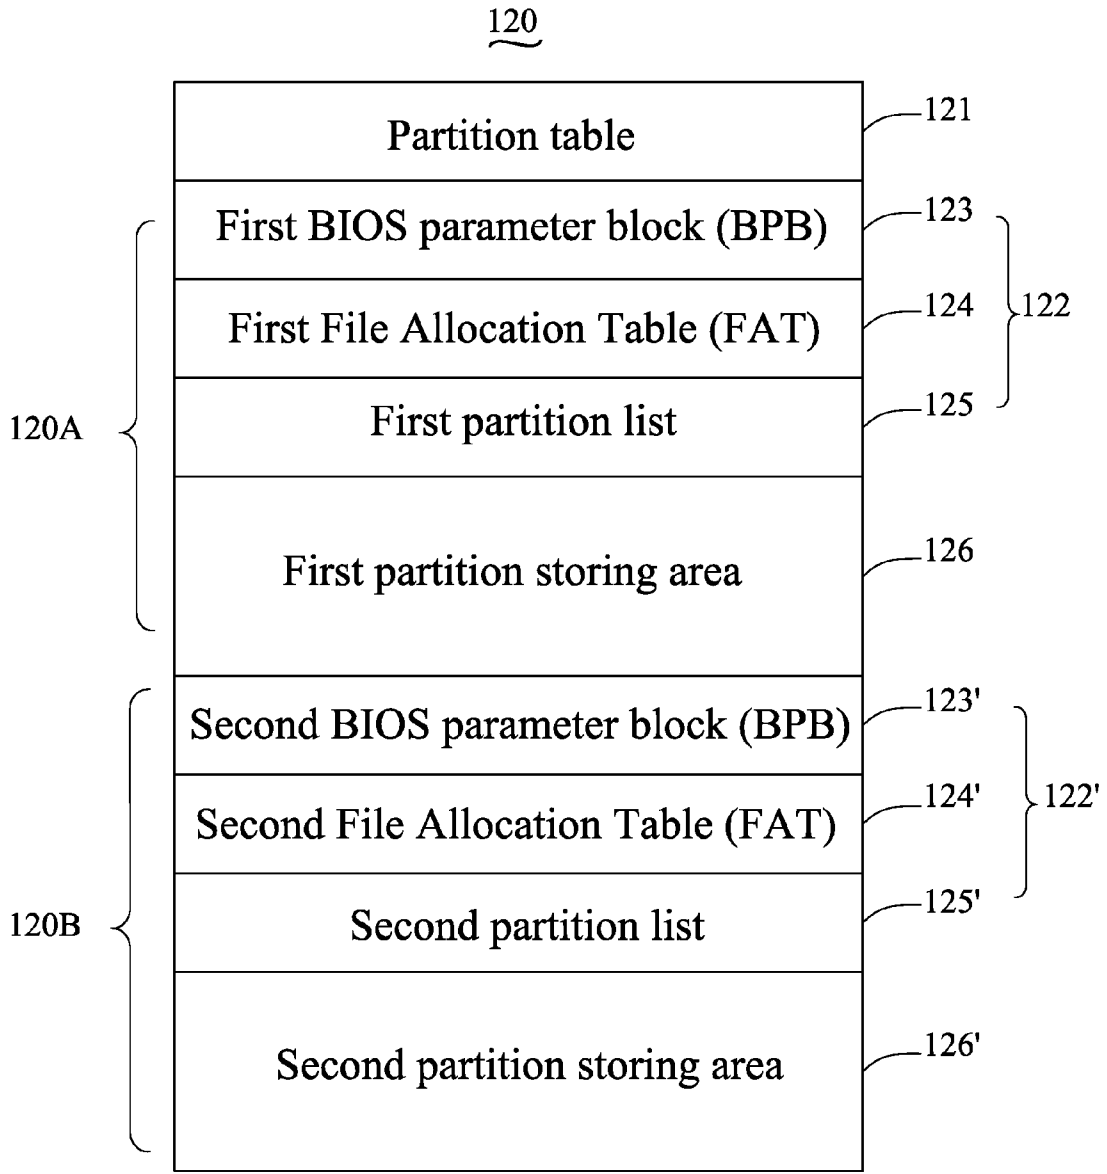 120
Partition table
121
First BIOS parameter block (BPB)
123
First File Allocation Table (FAT)
124
122
First partition list
125
120A
First partition storing area
126
Second BIOS parameter block (BPB)
123'
Second File Allocation Table (FAT)
124'
122'
Second partition list
125'
120B
Second partition storing area
126'